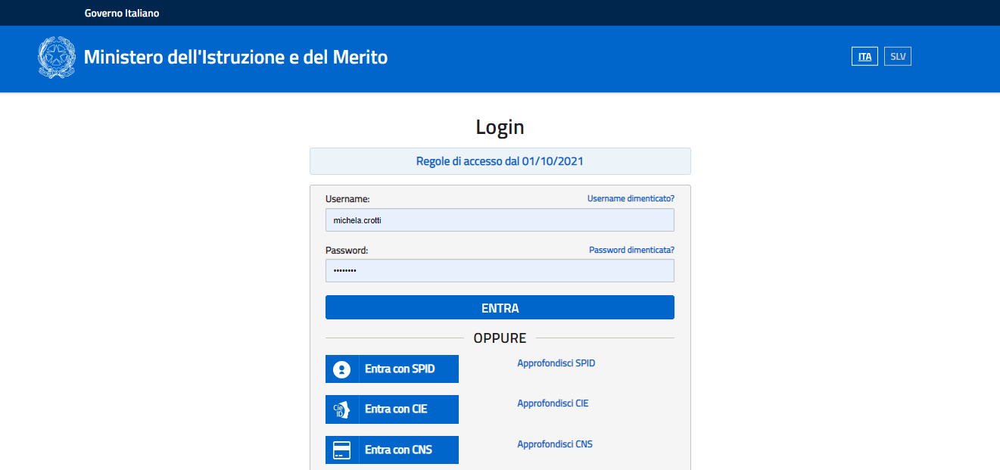 Governo Italiano
Ministero dell'Istruzione e del Merito
ITA SLV
Login
Regole di accesso dal 01/10/2021
Username: Username dimenticato?
michela.crotti
Password: Password dimenticata?
••••••••
ENTRA
OPPURE
Entra con SPID Approfondisci SPID
Cie ID Entra con CIE Approfondisci CIE
Entra con CNS Approfondisci CNS